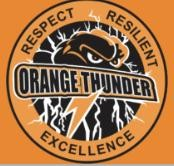 RESPECT
RESILIENT
ORANGE THUNDER
EXCELLENCE